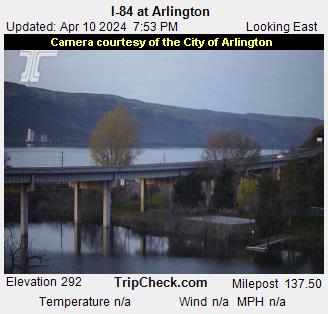 I-84 at Arlington
Updated: Apr 10 2024 7:53 PM Looking East
Camera courtesy of the City of Arlington
Elevation 292 TripCheck.com Milepost 137.50
Temperature n/a Wind n/a MPH n/a